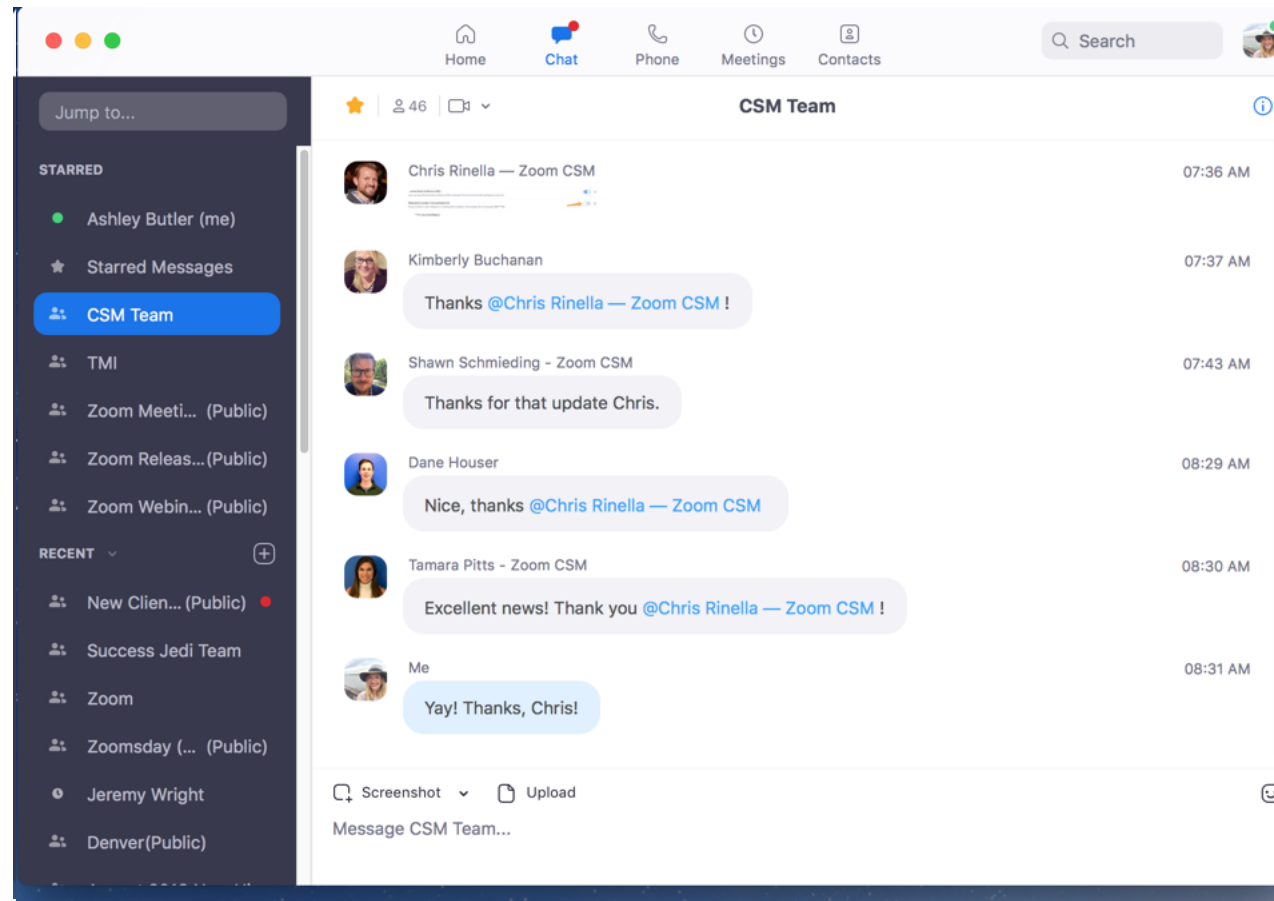 Home
Chat
Phone
Meetings
Contacts
Search
Jump to...
STARRED
Ashley Butler (me)
Starred Messages
CSM Team
TMI
Zoom Meeti... (Public)
Zoom Releas...(Public)
Zoom Webin... (Public)
RECENT
New Clien... (Public)
Success Jedi Team
Zoom
Zoomsday (... (Public)
Jeremy Wright
Denver(Public)
46
CSM Team
Chris Rinella — Zoom CSM
07:36 AM
Kimberly Buchanan
07:37 AM
Thanks @Chris Rinella — Zoom CSM !
Shawn Schmieding - Zoom CSM
07:43 AM
Thanks for that update Chris.
Dane Houser
08:29 AM
Nice, thanks @Chris Rinella — Zoom CSM
Tamara Pitts - Zoom CSM
08:30 AM
Excellent news! Thank you @Chris Rinella — Zoom CSM !
Me
08:31 AM
Yay! Thanks, Chris!
Screenshot
Upload
Message CSM Team...